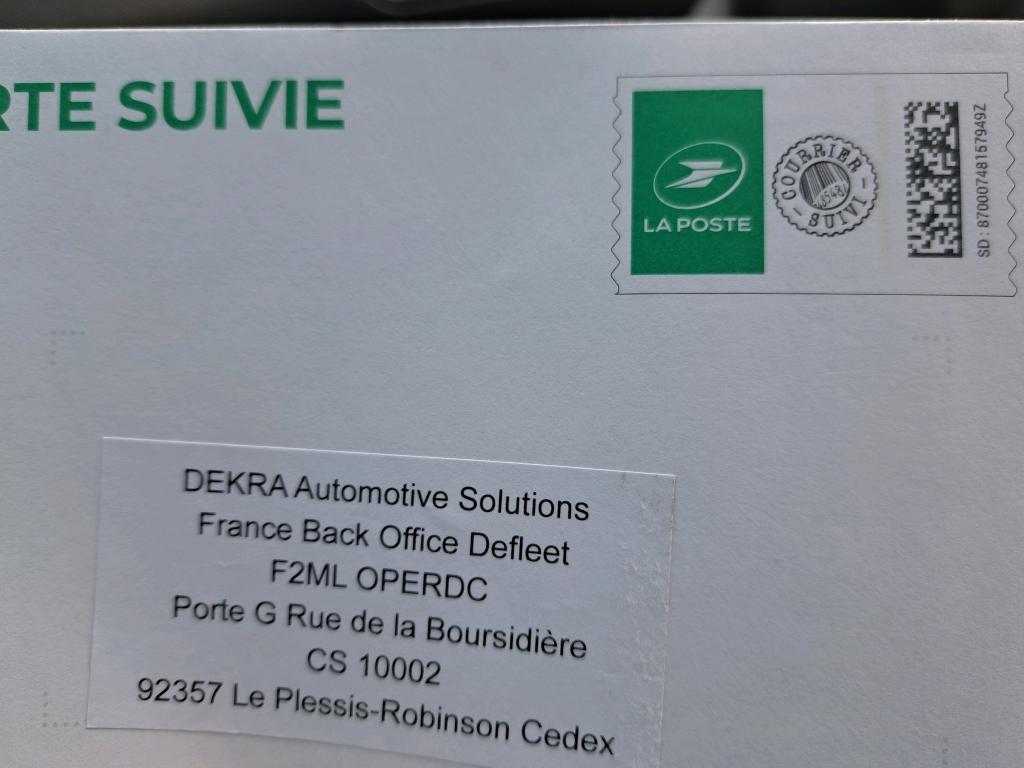 RTE SUIVIE
LA POSTE
COURRIER
SUIVI
SD : 87000748157949Z
DEKRA Automotive Solutions
France Back Office Defleet
F2ML OPERDC
Porte G Rue de la Boursidière
CS 10002
92357 Le Plessis-Robinson Cedex